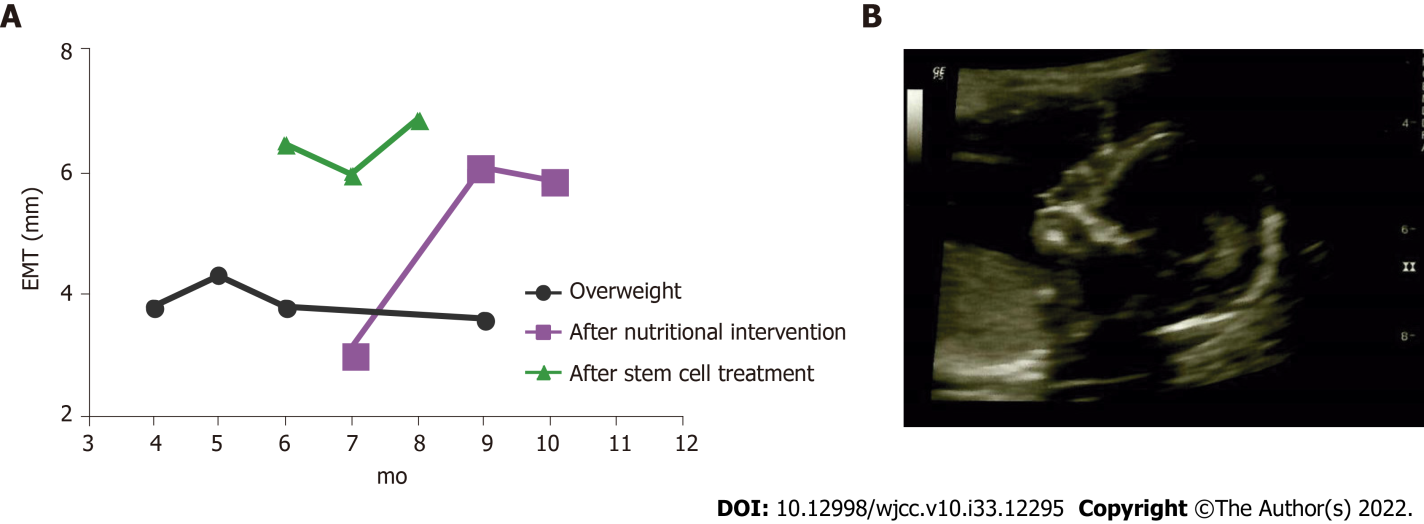 A
B
8
6
4
2
EMT (mm)
3 4 5 6 7 8 9 10 11 12
mo
Overweight
After nutritional intervention
After stem cell treatment
GE
4-
6-
8-
DOI: 10.12998/wjcc.v10.i33.12295 Copyright ©The Author(s) 2022.